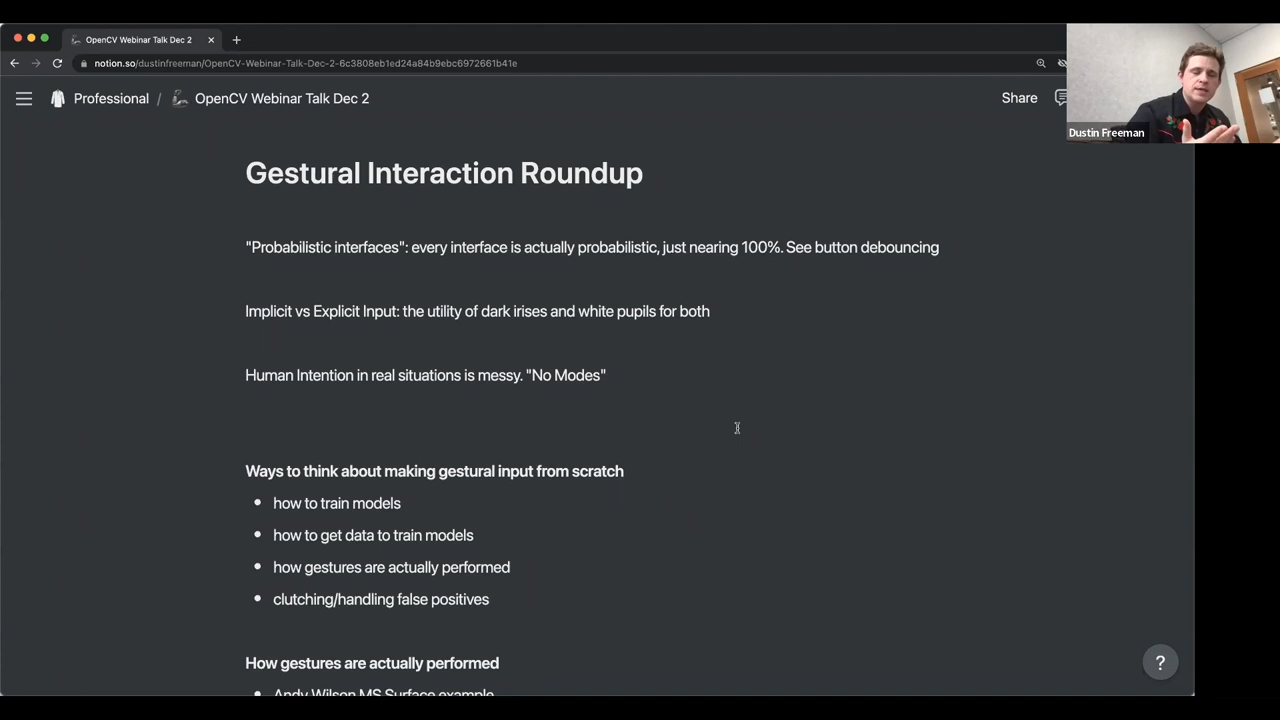 OpenCV Webinar Talk Dec 2
notion.so/dustinfreeman/OpenCV-Webinar-Talk-Dec-2-6c3808eb1ed24a84b9ebc6972661b41e
Professional / OpenCV Webinar Talk Dec 2
Share
Dustin Freeman
Gestural Interaction Roundup
"Probabilistic interfaces": every interface is actually probabilistic, just nearing 100%. See button debouncing
Implicit vs Explicit Input: the utility of dark irises and white pupils for both
Human Intention in real situations is messy. "No Modes"
Ways to think about making gestural input from scratch
• how to train models
• how to get data to train models
• how gestures are actually performed
• clutching/handling false positives
How gestures are actually performed
• Andy Wilson MS Surface example
?